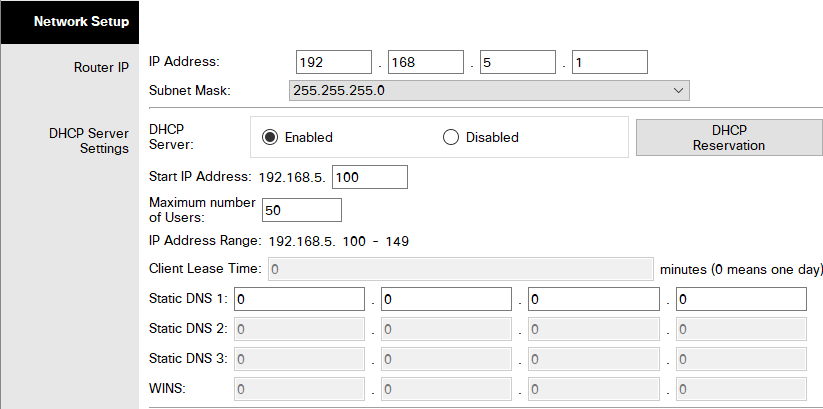 Network Setup
Router IP
IP Address: 192 . 168 . 5 . 1
Subnet Mask: 255.255.255.0
DHCP Server
Settings
DHCP
Server:
Enabled
Disabled
DHCP
Reservation
Start IP Address: 192.168.5. 100
Maximum number
of Users:
50
IP Address Range: 192.168.5. 100 - 149
Client Lease Time: 0 minutes (0 means one day)
Static DNS 1: 0 . 0 . 0 . 0
Static DNS 2: 0 . 0 . 0 . 0
Static DNS 3: 0 . 0 . 0 . 0
WINS: 0 . 0 . 0 . 0